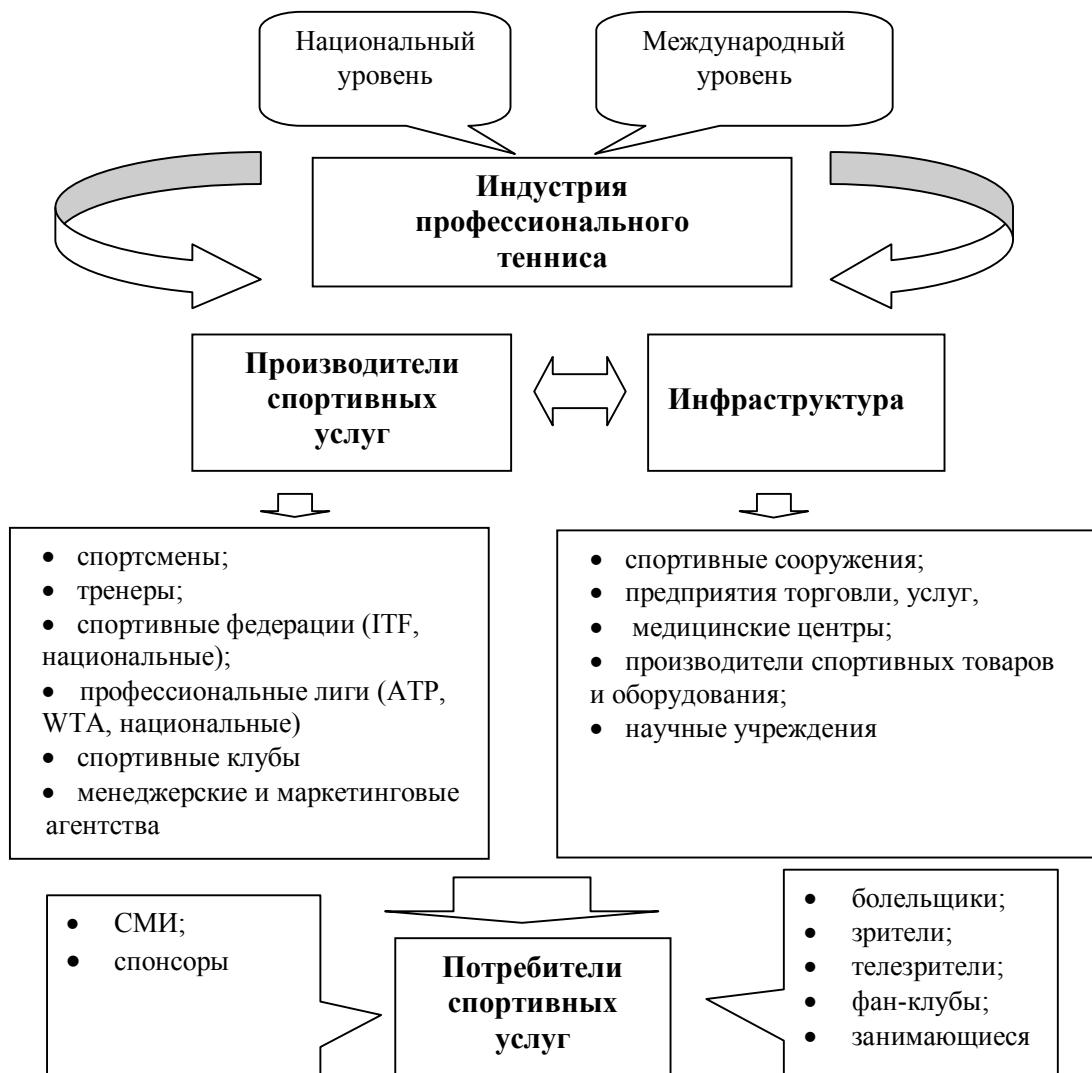 Национальный
уровень
Международный
уровень
Индустрия
профессионального
тенниса
Производители
спортивных
услуг
Инфраструктура
• спортсмены;
• тренеры;
• спортивные федерации (ITF,
национальные);
• профессиональные лиги (ATP,
WTA, национальные)
• спортивные клубы
• менеджерские и маркетинговые
агентства
• спортивные сооружения;
• предприятия торговли, услуг,
• медицинские центры;
• производители спортивных товаров
и оборудования;
• научные учреждения
• СМИ;
• спонсоры
Потребители
спортивных
услуг
• болельщики;
• зрители;
• телезрители;
• фан-клубы;
• занимающиеся